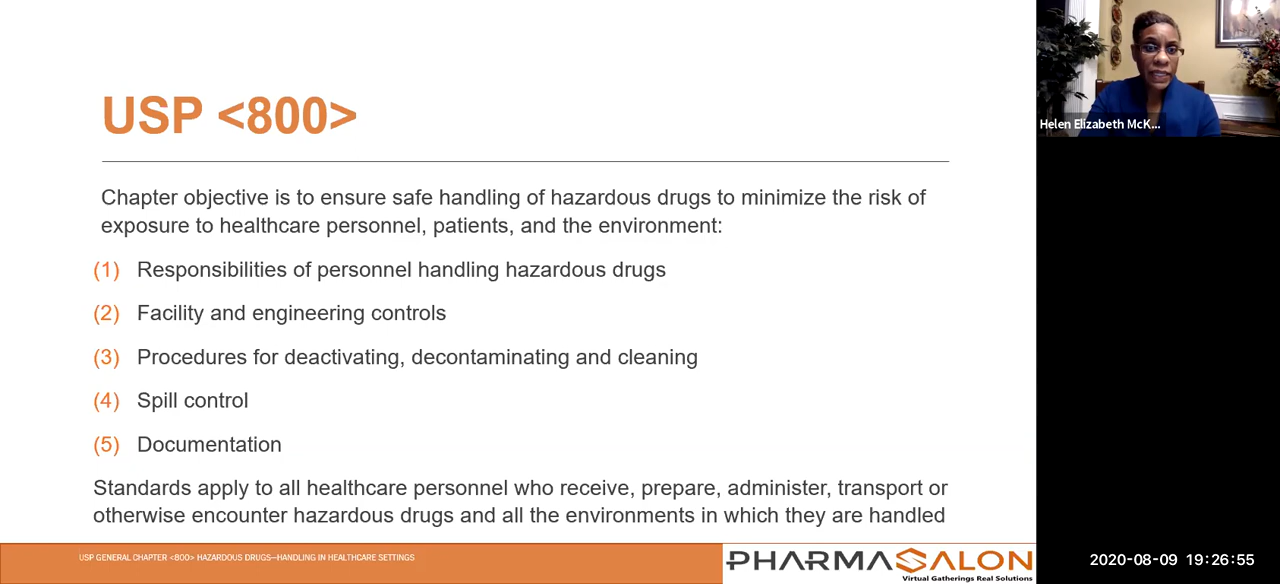 USP <800>
Helen Elizabeth McK...
Chapter objective is to ensure safe handling of hazardous drugs to minimize the risk of
exposure to healthcare personnel, patients, and the environment:
(1) Responsibilities of personnel handling hazardous drugs
(2) Facility and engineering controls
(3) Procedures for deactivating, decontaminating and cleaning
(4) Spill control
(5) Documentation
Standards apply to all healthcare personnel who receive, prepare, administer, transport or
otherwise encounter hazardous drugs and all the environments in which they are handled
USP GENERAL CHAPTER <800> HAZARDOUS DRUGS—HANDLING IN HEALTHCARE SETTINGS
PHARMASALON
Virtual Gatherings Real Solutions
2020-08-09 19:26:55